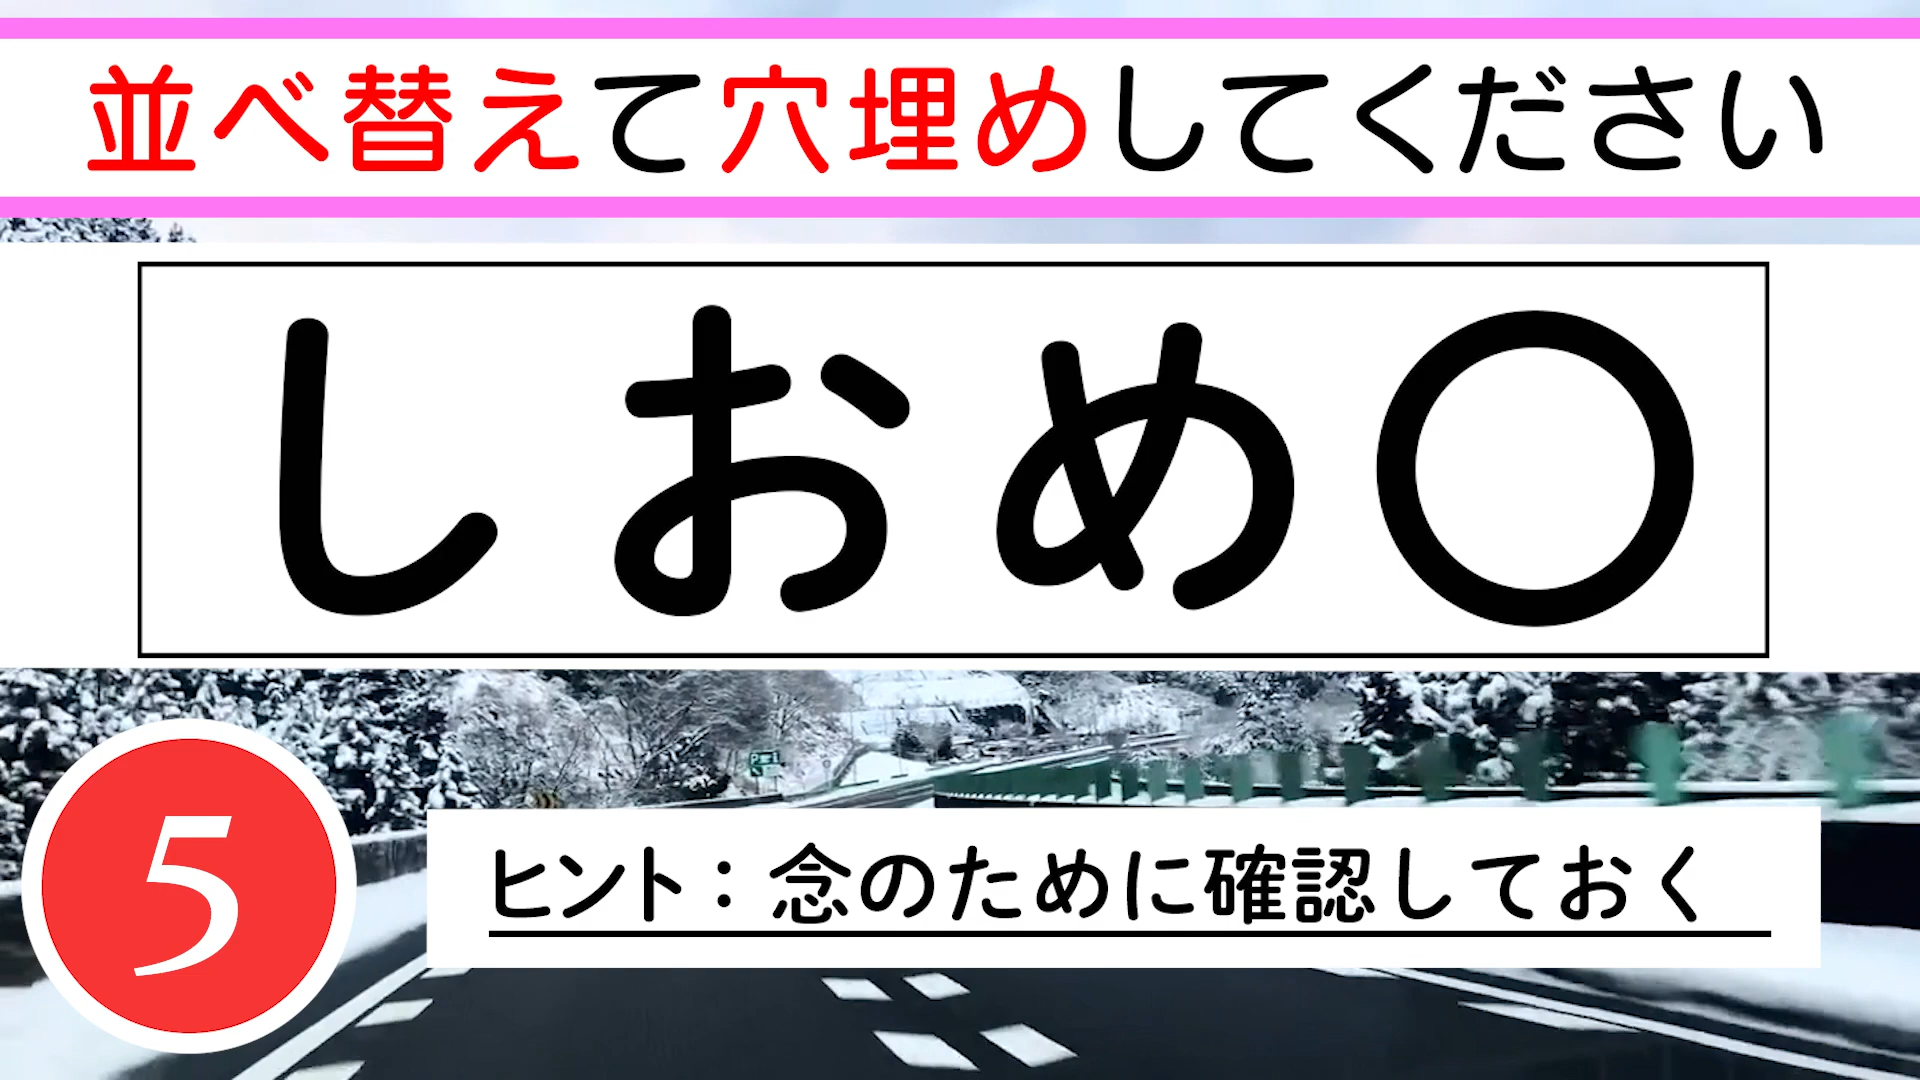 並べ替えて穴埋めしてください
しおめ〇
5
ヒント：念のために確認しておく